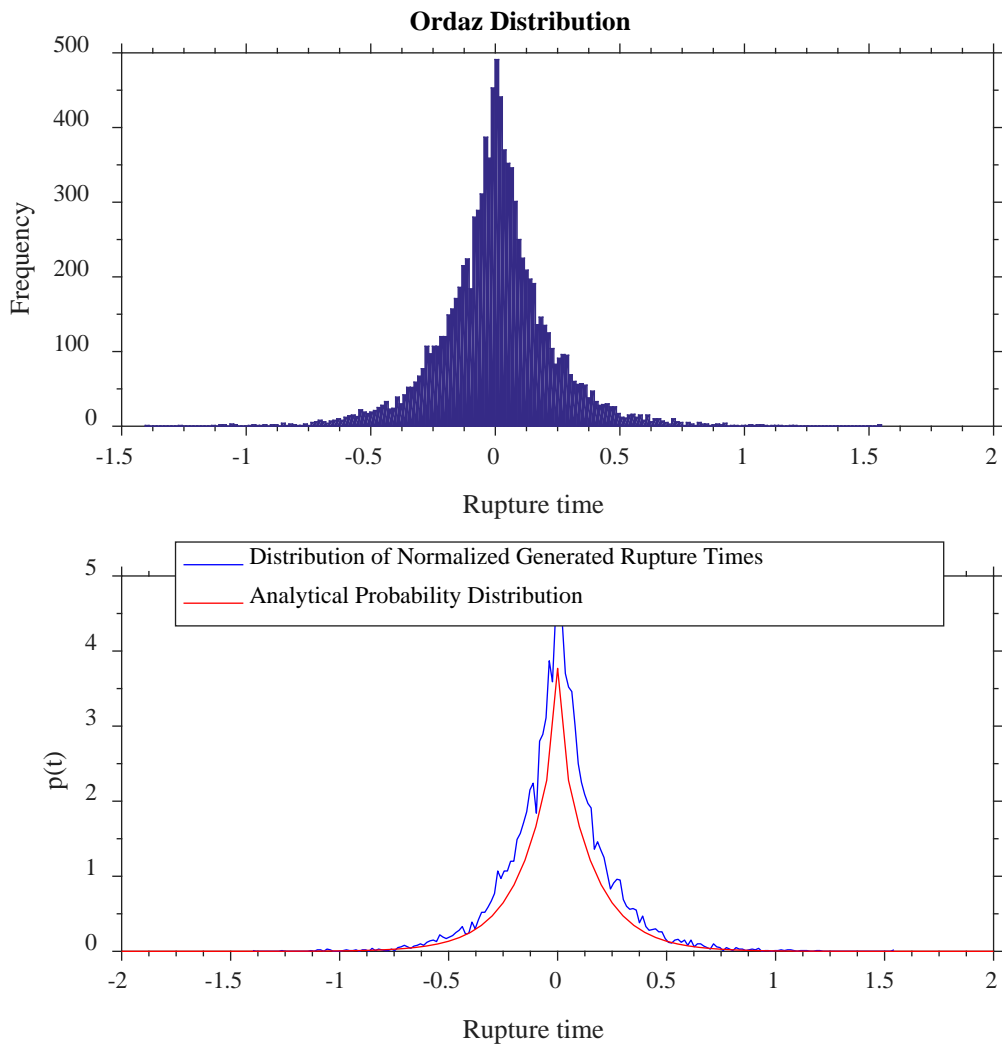 Ordaz Distribution
500
400
300
200
100
0
Frequency
-1.5 -1 -0.5 0 0.5 1 1.5 2
Rupture time
Distribution of Normalized Generated Rupture Times
Analytical Probability Distribution
5
4
3
2
1
0
p(t)
-2 -1.5 -1 -0.5 0 0.5 1 1.5 2
Rupture time